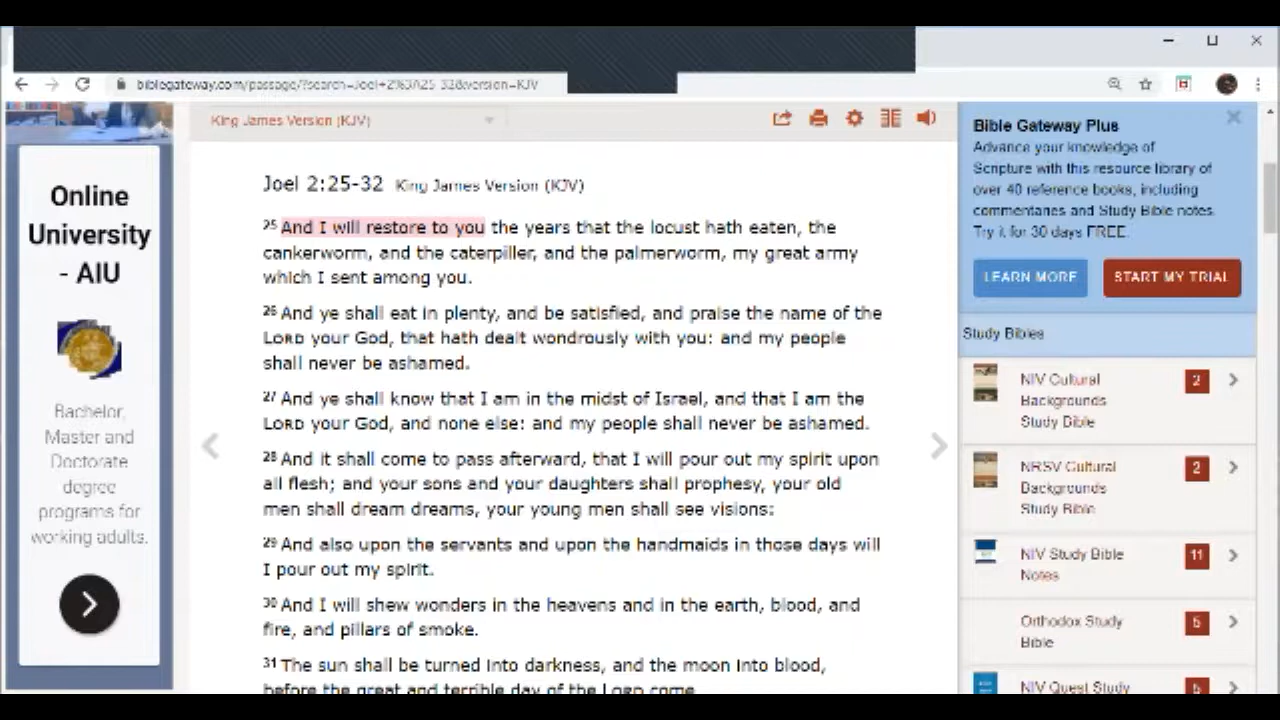 biblegateway.com/passage/?search=Joel+2%3A25-32&version=KJV
Online
University
- AIU
Bachelor,
Master and
Doctorate
degree
programs for
working adults.
King James Version (KJV)
Joel 2:25-32 King James Version (KJV)
25 And I will restore to you the years that the locust hath eaten, the
cankerworm, and the caterpiller, and the palmerworm, my great army
which I sent among you.
26 And ye shall eat in plenty, and be satisfied, and praise the name of the
LORD your God, that hath dealt wondrously with you: and my people
shall never be ashamed.
27 And ye shall know that I am in the midst of Israel, and that I am the
LORD your God, and none else: and my people shall never be ashamed.
28 And it shall come to pass afterward, that I will pour out my spirit upon
all flesh; and your sons and your daughters shall prophesy, your old
men shall dream dreams, your young men shall see visions:
29 And also upon the servants and upon the handmaids in those days will
I pour out my spirit.
30 And I will shew wonders in the heavens and in the earth, blood, and
fire, and pillars of smoke.
31 The sun shall be turned into darkness, and the moon into blood,
before the great and terrible day of the LORD come.
Bible Gateway Plus
Advance your knowledge of
Scripture with this resource library of
over 40 reference books, including
commentaries and Study Bible notes.
Try it for 30 days FREE.
LEARN MORE START MY TRIAL
Study Bibles
NIV Cultural 2
Backgrounds
Study Bible
NRSV Cultural 2
Backgrounds
Study Bible
NIV Study Bible 11
Notes
Orthodox Study 5
Bible
NIV Quest Study 5